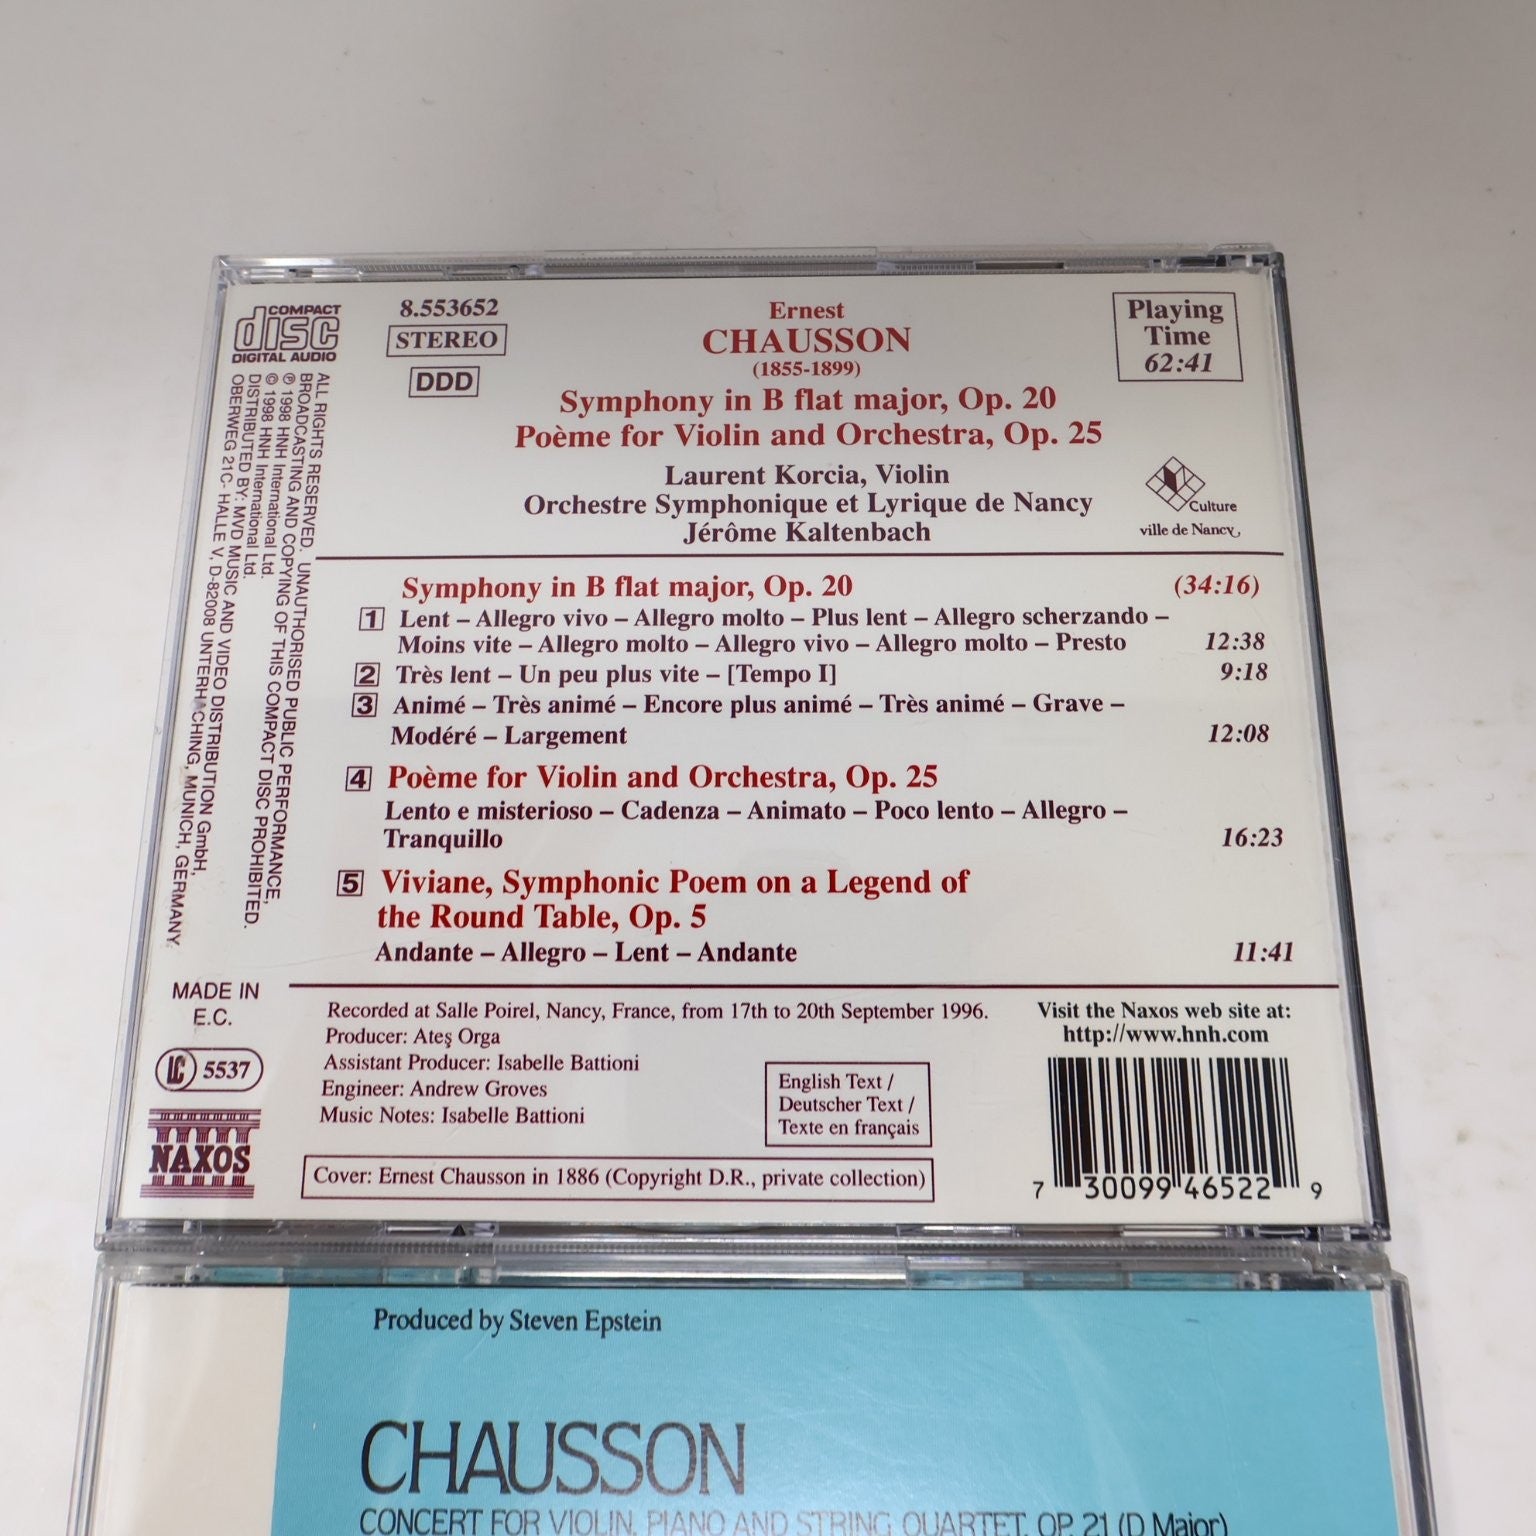 COMPACT
disc
DIGITAL AUDIO
8.553652
STEREO
DDD
Ernest
CHAUSSON
(1855-1899)
Symphony in B flat major, Op. 20
Poème for Violin and Orchestra, Op. 25
Laurent Korcia, Violin
Orchestre Symphonique et Lyrique de Nancy
Jérôme Kaltenbach
Playing
Time
62:41
Culture
ville de Nancy
ALL RIGHTS RESERVED. UNAUTHORISED PUBLIC PERFORMANCE,
BROADCASTING AND COPYING OF THIS COMPACT DISC PROHIBITED.
℗ 1998 HNH International Ltd.
© 1998 HNH International Ltd.
DISTRIBUTED BY: MVD MUSIC AND VIDEO DISTRIBUTION GmbH,
OBERWEG 21C- HALLE V, D-82008 UNTERHACHING, MUNICH, GERMANY.
Symphony in B flat major, Op. 20 (34:16)
1 Lent – Allegro vivo – Allegro molto – Plus lent – Allegro scherzando –
Moins vite – Allegro molto – Allegro vivo – Allegro molto – Presto 12:38
2 Très lent – Un peu plus vite – [Tempo I] 9:18
3 Animé – Très animé – Encore plus animé – Très animé – Grave –
Modéré – Largement 12:08
4 Poème for Violin and Orchestra, Op. 25
Lento e misterioso – Cadenza – Animato – Poco lento – Allegro –
Tranquillo 16:23
5 Viviane, Symphonic Poem on a Legend of
the Round Table, Op. 5
Andante – Allegro – Lent – Andante 11:41
MADE IN
E.C.
LC 5537
NAXOS
Recorded at Salle Poirel, Nancy, France, from 17th to 20th September 1996.
Producer: Ateş Orga
Assistant Producer: Isabelle Battioni
Engineer: Andrew Groves
Music Notes: Isabelle Battioni
English Text /
Deutscher Text /
Texte en français
Cover: Ernest Chausson in 1886 (Copyright D.R., private collection)
Visit the Naxos web site at:
http://www.hnh.com
7 30099 46522 9
Produced by Steven Epstein
CHAUSSON
CONCERT FOR VIOLIN, PIANO AND STRING QUARTET, OP. 21 (D Major)